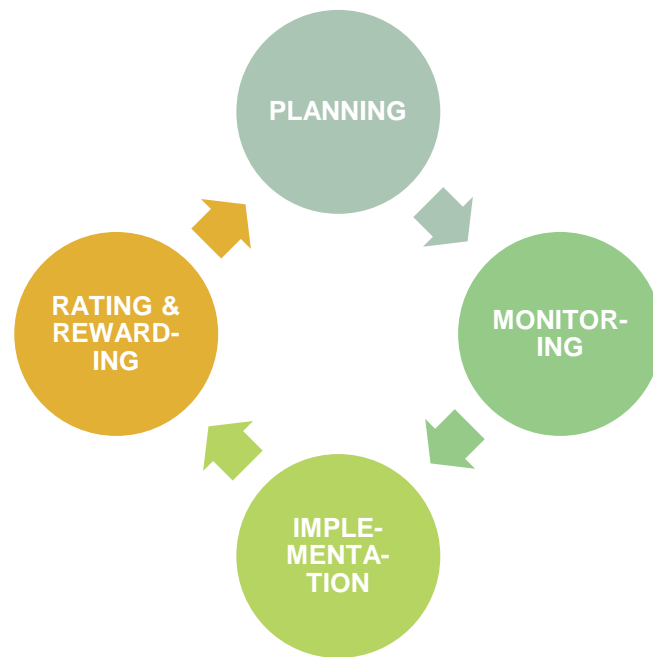 PLANNING
MONITOR-
ING
IMPLE-
MENTA-
TION
RATING &
REWARD-
ING